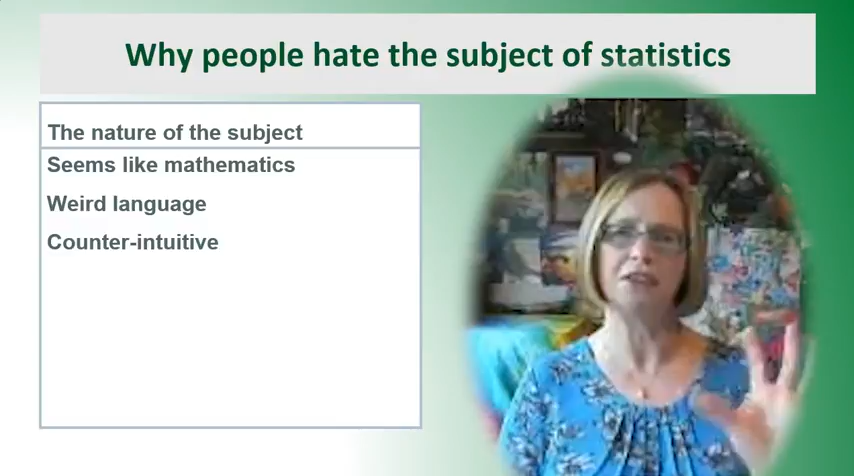 Why people hate the subject of statistics
The nature of the subject
Seems like mathematics
Weird language
Counter-intuitive